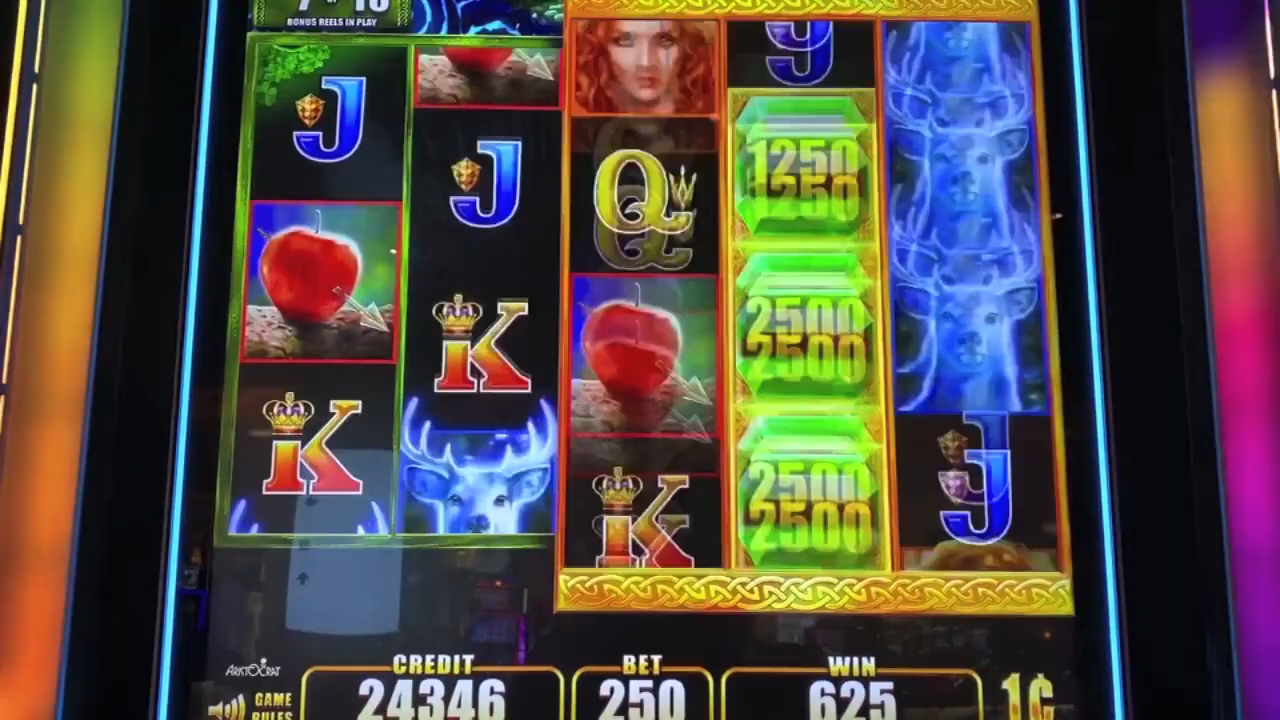 BONUS REELS IN PLAY
J
J
K
K
Q
K
9
1250
1250
2500
2500
2500
2500
J
ARISTOCRAT
GAME
RULES
CREDIT
24346
BET
250
WIN
625
1¢